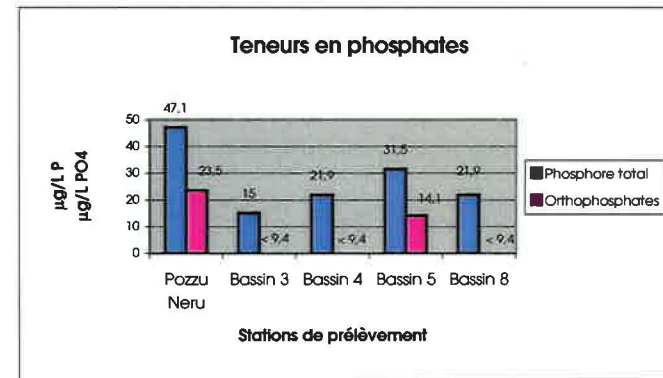 Teneurs en phosphates
µg/L P
µg/L PO4
50
40
30
20
10
0
47.1
23,5
15
< 9,4
21,9
< 9,4
31,5
14,1
21,9
< 9,4
Pozzu Neru
Bassin 3
Bassin 4
Bassin 5
Bassin 8
Stations de prélèvement
Phosphore total
Orthophosphates